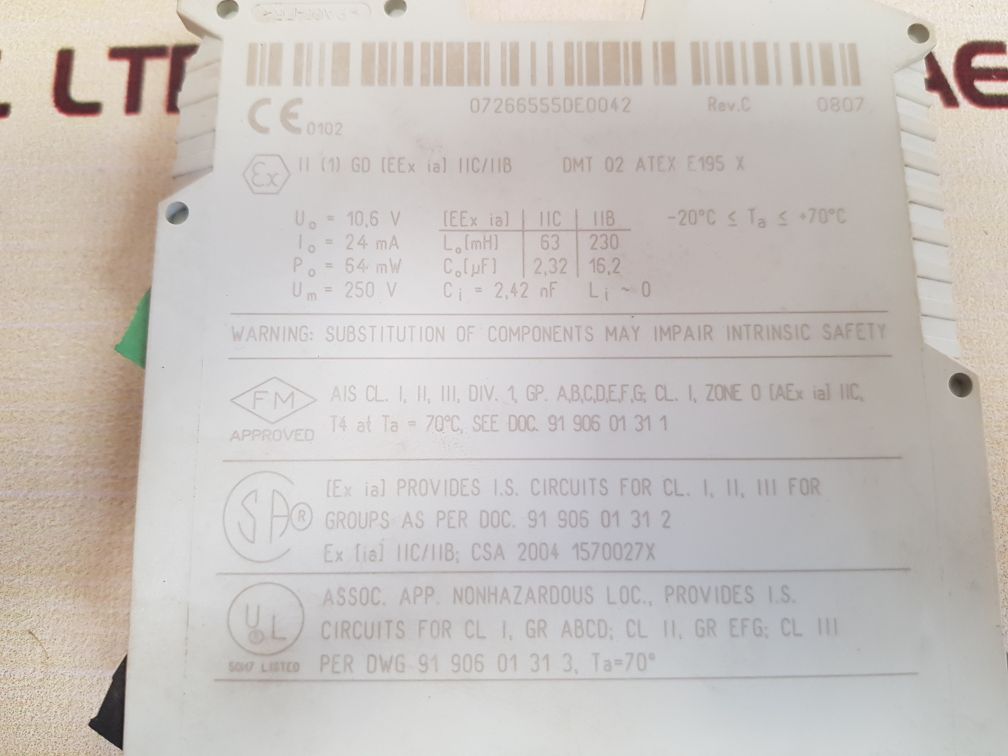 L LTD
AE
07266555DE0042 Rev.C 0807
CE 0102
Ex II (1) GD [EEx ia] IIC/IIB DMT 02 ATEX E195 X
Uo = 10,6 V [EEx ia] IIC IIB -20°C ≤ Ta ≤ +70°C
Io = 24 mA Lo[mH] 63 230
Po = 64 mW Co[µF] 2,32 16,2
Um = 250 V Ci = 2,42 nF Li ~ 0
WARNING: SUBSTITUTION OF COMPONENTS MAY IMPAIR INTRINSIC SAFETY
FM AIS CL. I, II, III, DIV. 1, GP. A,B,C,D,E,F,G; CL. I, ZONE 0 [AEx ia] IIC,
APPROVED T4 at Ta = 70°C, SEE DOC. 91 906 01 31 1
SA® [Ex ia] PROVIDES I.S. CIRCUITS FOR CL. I, II, III FOR
GROUPS AS PER DOC. 91 906 01 31 2
Ex [ia] IIC/IIB; CSA 2004 1570027X
UL ASSOC. APP. NONHAZARDOUS LOC., PROVIDES I.S.
CIRCUITS FOR CL I, GR ABCD; CL II, GR EFG; CL III
LISTED PER DWG 91 906 01 31 3, Ta=70°